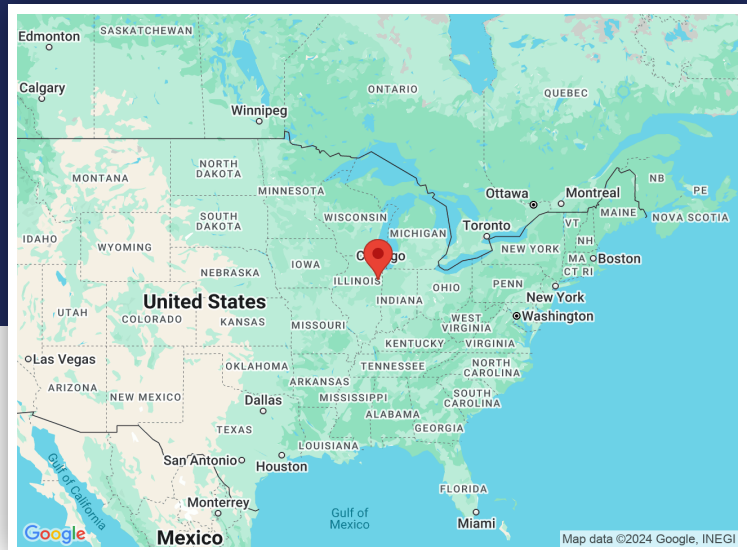 SASKATCHEWAN
Edmonton
Calgary
ONTARIO
QUEBEC
Winnipeg
NORTH
DAKOTA
MONTANA
MINNESOTA
Ottawa
Montreal
NB
PE
SOUTH
DAKOTA
WISCONSIN
MICHIGAN
Toronto
VT
MAINE
NOVA SCOTIA
IDAHO
WYOMING
NEW YORK
NH
MA
Boston
CT RI
IOWA
NEBRASKA
ILLINOIS
INDIANA
OHIO
PENN
New York
United States
UTAH
COLORADO
KANSAS
MISSOURI
WEST
VIRGINIA
Washington
KENTUCKY
VIRGINIA
Las Vegas
OKLAHOMA
TENNESSEE
NORTH
CAROLINA
ARIZONA
NEW MEXICO
ARKANSAS
MISSISSIPPI
SOUTH
CAROLINA
Dallas
ALABAMA
GEORGIA
TEXAS
LOUISIANA
San Antonio
Houston
Gulf of California
FLORIDA
Monterrey
Gulf of
Mexico
Miami
Mexico
Google
Map data ©2024 Google, INEGI